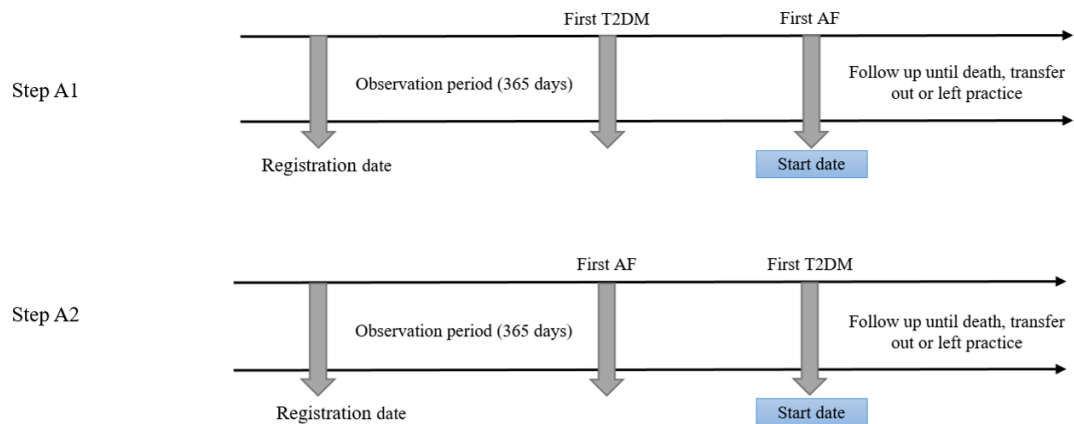 First T2DM
First AF
Step A1
Observation period (365 days)
Follow up until death, transfer
out or left practice
Registration date
Start date
First AF
First T2DM
Step A2
Observation period (365 days)
Follow up until death, transfer
out or left practice
Registration date
Start date